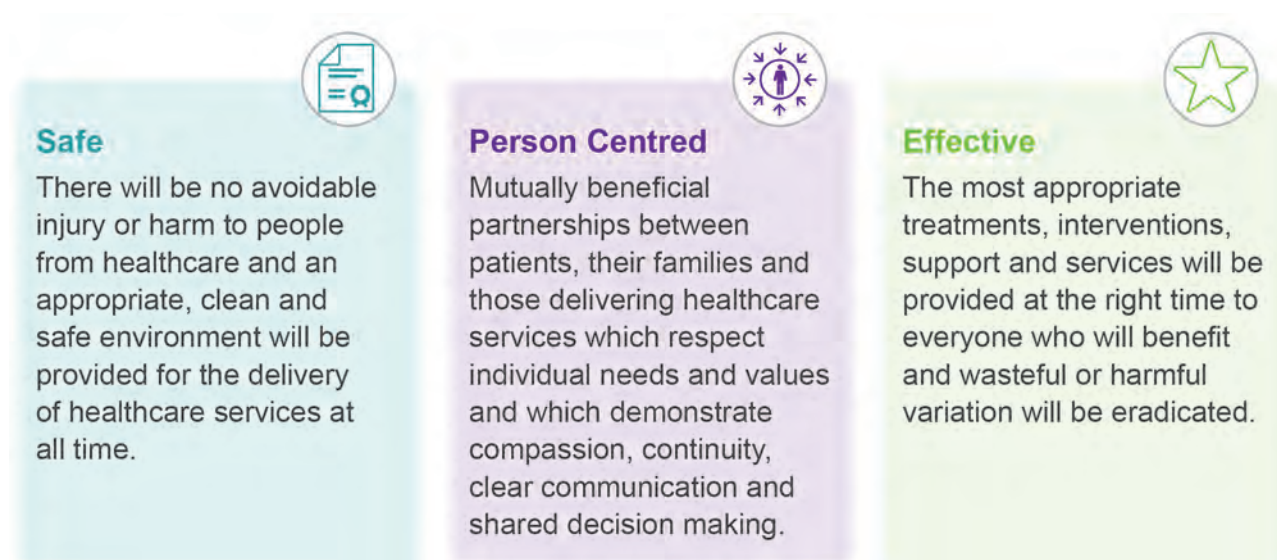 Safe
There will be no avoidable
injury or harm to people
from healthcare and an
appropriate, clean and
safe environment will be
provided for the delivery
of healthcare services at
all time.
Person Centred
Mutually beneficial
partnerships between
patients, their families and
those delivering healthcare
services which respect
individual needs and values
and which demonstrate
compassion, continuity,
clear communication and
shared decision making.
Effective
The most appropriate
treatments, interventions,
support and services will be
provided at the right time to
everyone who will benefit
and wasteful or harmful
variation will be eradicated.